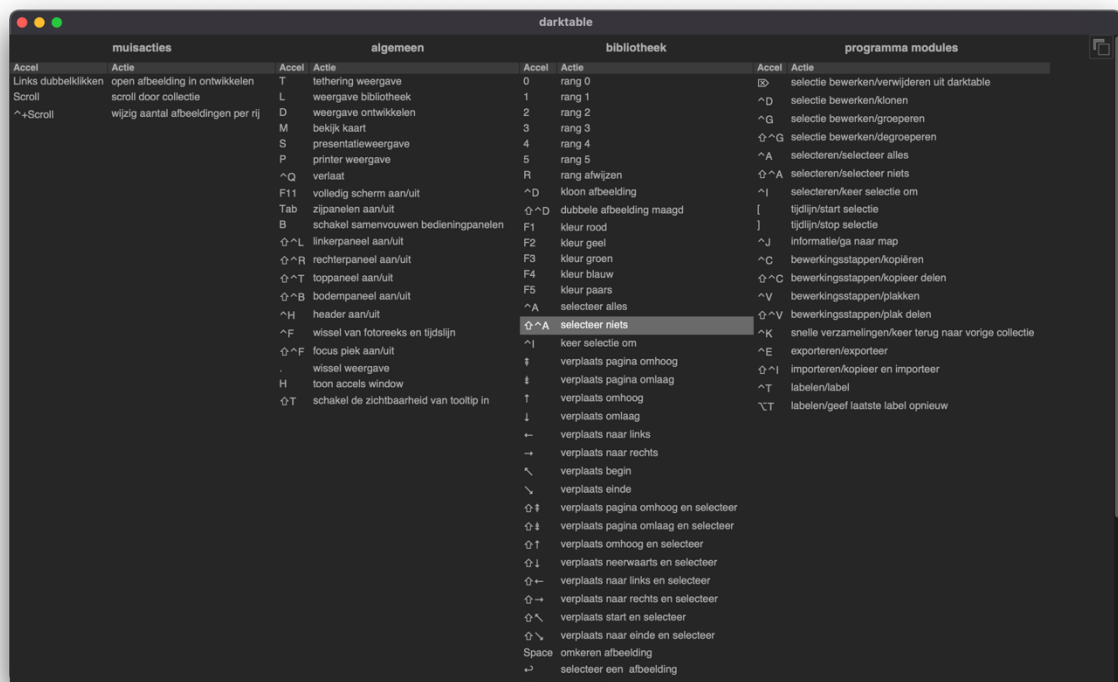 darktable
muisacties
Accel Actie
Links dubbelklikken open afbeelding in ontwikkelen
Scroll scroll door collectie
^+Scroll wijzig aantal afbeeldingen per rij
algemeen
Accel Actie
T tethering weergave
L weergave bibliotheek
D weergave ontwikkelen
M bekijk kaart
S presentatieweergave
P printer weergave
^Q verlaat
F11 volledig scherm aan/uit
Tab zijpanelen aan/uit
B schakel samenvouwen bedieningpanelen
⇧^L linkerpaneel aan/uit
⇧^R rechterpaneel aan/uit
⇧^T toppaneel aan/uit
⇧^B bodempaneel aan/uit
^H header aan/uit
^F wissel van fotoreeks en tijdslijn
⇧^F focus piek aan/uit
. wissel weergave
H toon accels window
⇧T schakel de zichtbaarheid van tooltip in
bibliotheek
Accel Actie
0 rang 0
1 rang 1
2 rang 2
3 rang 3
4 rang 4
5 rang 5
R rang afwijzen
^D kloon afbeelding
⇧^D dubbele afbeelding maagd
F1 kleur rood
F2 kleur geel
F3 kleur groen
F4 kleur blauw
F5 kleur paars
^A selecteer alles
⇧^A selecteer niets
^I keer selectie om
⇞ verplaats pagina omhoog
⇟ verplaats pagina omlaag
↑ verplaats omhoog
↓ verplaats omlaag
← verplaats naar links
→ verplaats naar rechts
↖ verplaats begin
↘ verplaats einde
⇧⇞ verplaats pagina omhoog en selecteer
⇧⇟ verplaats pagina omlaag en selecteer
⇧↑ verplaats omhoog en selecteer
⇧↓ verplaats neerwaarts en selecteer
⇧← verplaats naar links en selecteer
⇧→ verplaats naar rechts en selecteer
⇧↖ verplaats start en selecteer
⇧↘ verplaats naar einde en selecteer
Space omkeren afbeelding
↩ selecteer een afbeelding
programma modules
Accel Actie
⌦ selectie bewerken/verwijderen uit darktable
^D selectie bewerken/klonen
^G selectie bewerken/groeperen
⇧^G selectie bewerken/degroeperen
^A selecteren/selecteer alles
⇧^A selecteren/selecteer niets
^I selecteren/keer selectie om
[ tijdlijn/start selectie
] tijdlijn/stop selectie
^J informatie/ga naar map
^C bewerkingsstappen/kopiëren
⇧^C bewerkingsstappen/kopieer delen
^V bewerkingsstappen/plakken
⇧^V bewerkingsstappen/plak delen
^K snelle verzamelingen/keer terug naar vorige collectie
^E exporteren/exporteer
⇧^I importeren/kopieer en importeer
^T labelen/label
⌥T labelen/geef laatste label opnieuw